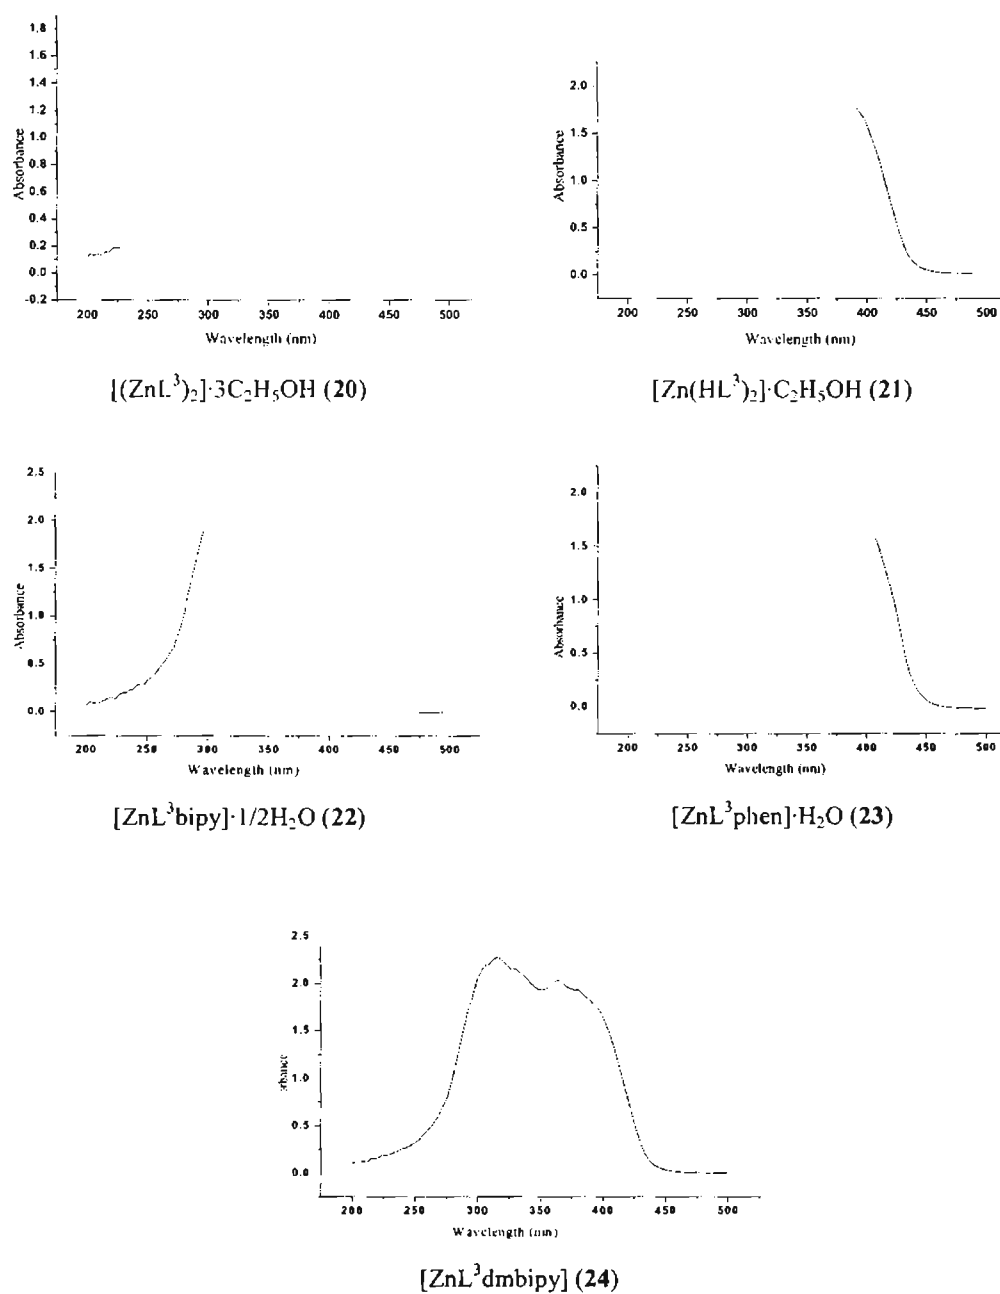 1.8
1.6
1.4
1.2
1.0
0.8
0.6
0.4
0.2
0.0
-0.2
Absorbance
200 250 300 350 400 450 500
Wavelength (nm)
[(ZnL³)₂]·3C₂H₅OH (20)
2.0
1.5
1.0
0.5
0.0
Absorbance
200 250 300 350 400 450 500
Wavelength (nm)
[Zn(HL³)₂]·C₂H₅OH (21)
2.5
2.0
1.5
1.0
0.5
0.0
Absorbance
200 250 300 350 400 450 500
Wavelength (nm)
[ZnL³bipy]·1/2H₂O (22)
2.0
1.5
1.0
0.5
0.0
Absorbance
200 250 300 350 400 450 500
Wavelength (nm)
[ZnL³phen]·H₂O (23)
2.5
2.0
1.5
1.0
0.5
0.0
rbance
200 250 300 350 400 450 500
Wavelength (nm)
[ZnL³dmbipy] (24)